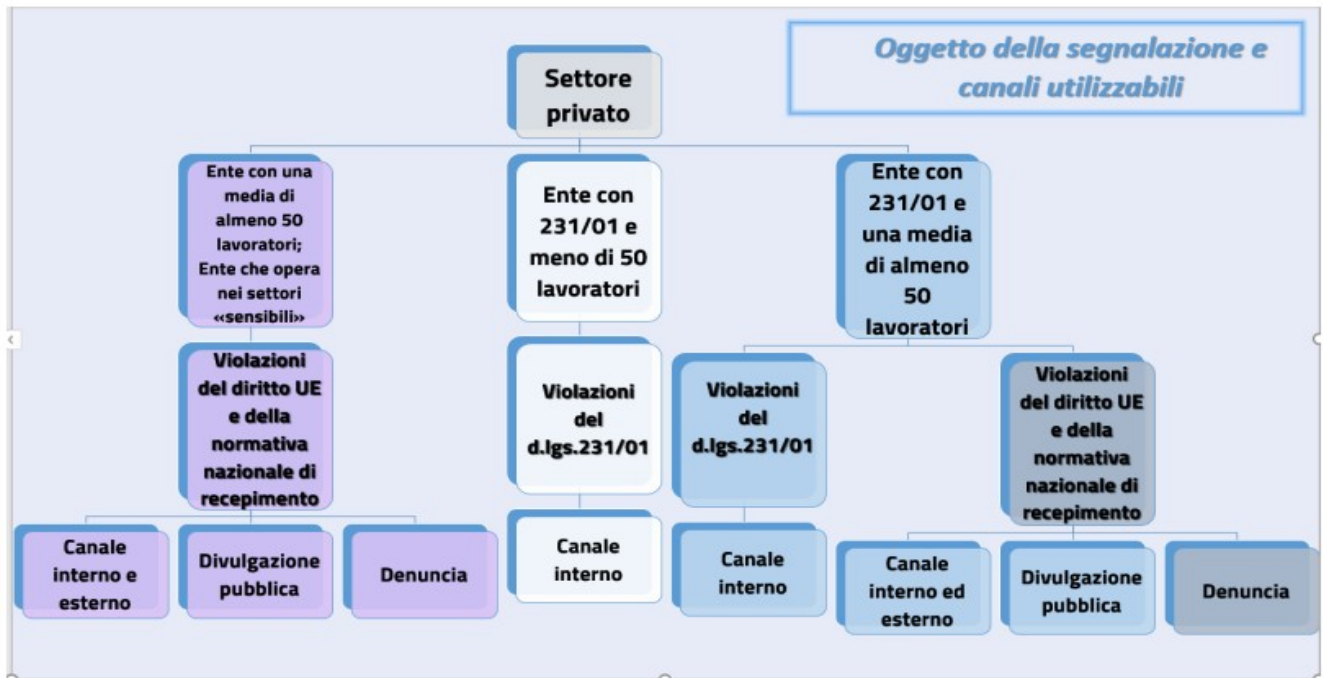 Oggetto della segnalazione e
canali utilizzabili
Settore
privato
Ente con una
media di
almeno 50
lavoratori;
Ente che opera
nei settori
«sensibili»
Ente con
231/01 e
meno di 50
lavoratori
Ente con
231/01 e
una media
di almeno
50
lavoratori
Violazioni
del diritto UE
e della
normativa
nazionale di
recepimento
Violazioni
del
d.lgs.231/01
Violazioni
del
d.lgs.231/01
Violazioni
del diritto UE
e della
normativa
nazionale di
recepimento
Canale
interno e
esterno
Divulgazione
pubblica
Denuncia
Canale
interno
Canale
interno
Canale
interno ed
esterno
Divulgazione
pubblica
Denuncia